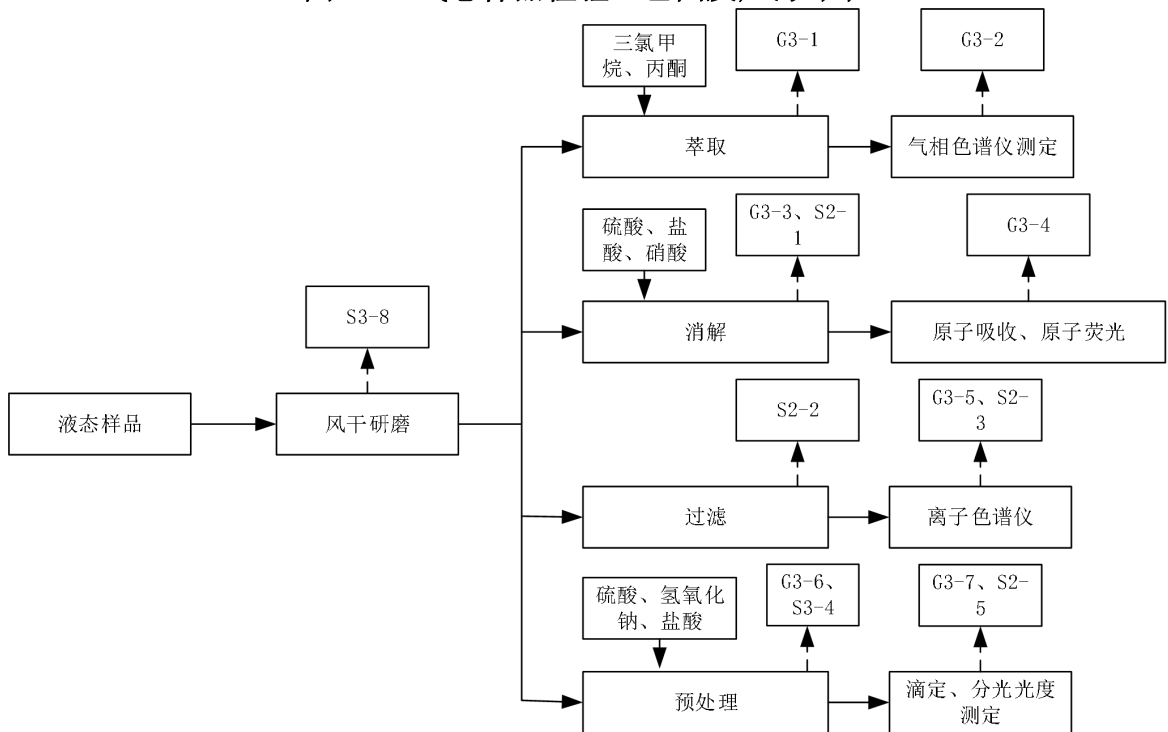 三氯甲
烷、丙酮
G3-1
G3-2
萃取
气相色谱仪测定
硫酸、盐
酸、硝酸
G3-3、S2-
1
G3-4
S3-8
消解
原子吸收、原子荧光
液态样品
风干研磨
S2-2
G3-5、S2-
3
过滤
离子色谱仪
硫酸、氢氧化
钠、盐酸
G3-6、
S3-4
G3-7、S2-
5
预处理
滴定、分光光度
测定